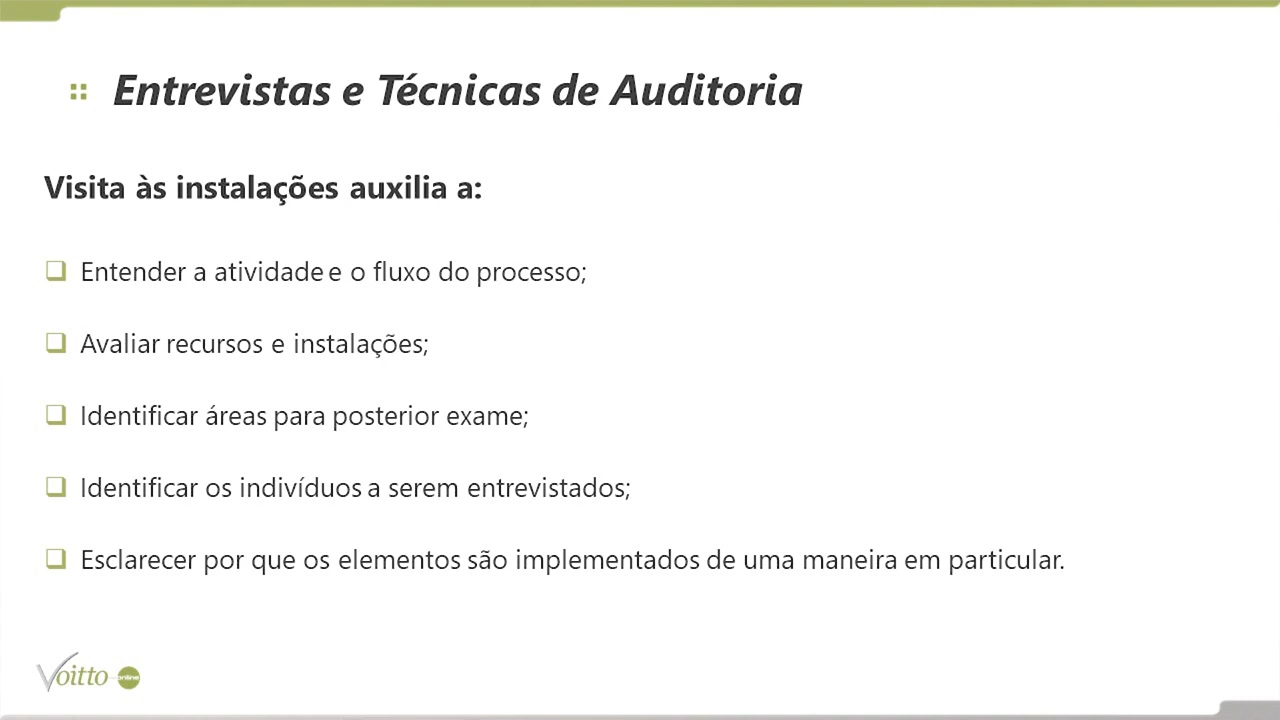 Entrevistas e Técnicas de Auditoria
Visita às instalações auxilia a:
Entender a atividade e o fluxo do processo;
Avaliar recursos e instalações;
Identificar áreas para posterior exame;
Identificar os indivíduos a serem entrevistados;
Esclarecer por que os elementos são implementados de uma maneira em particular.
Voitto online